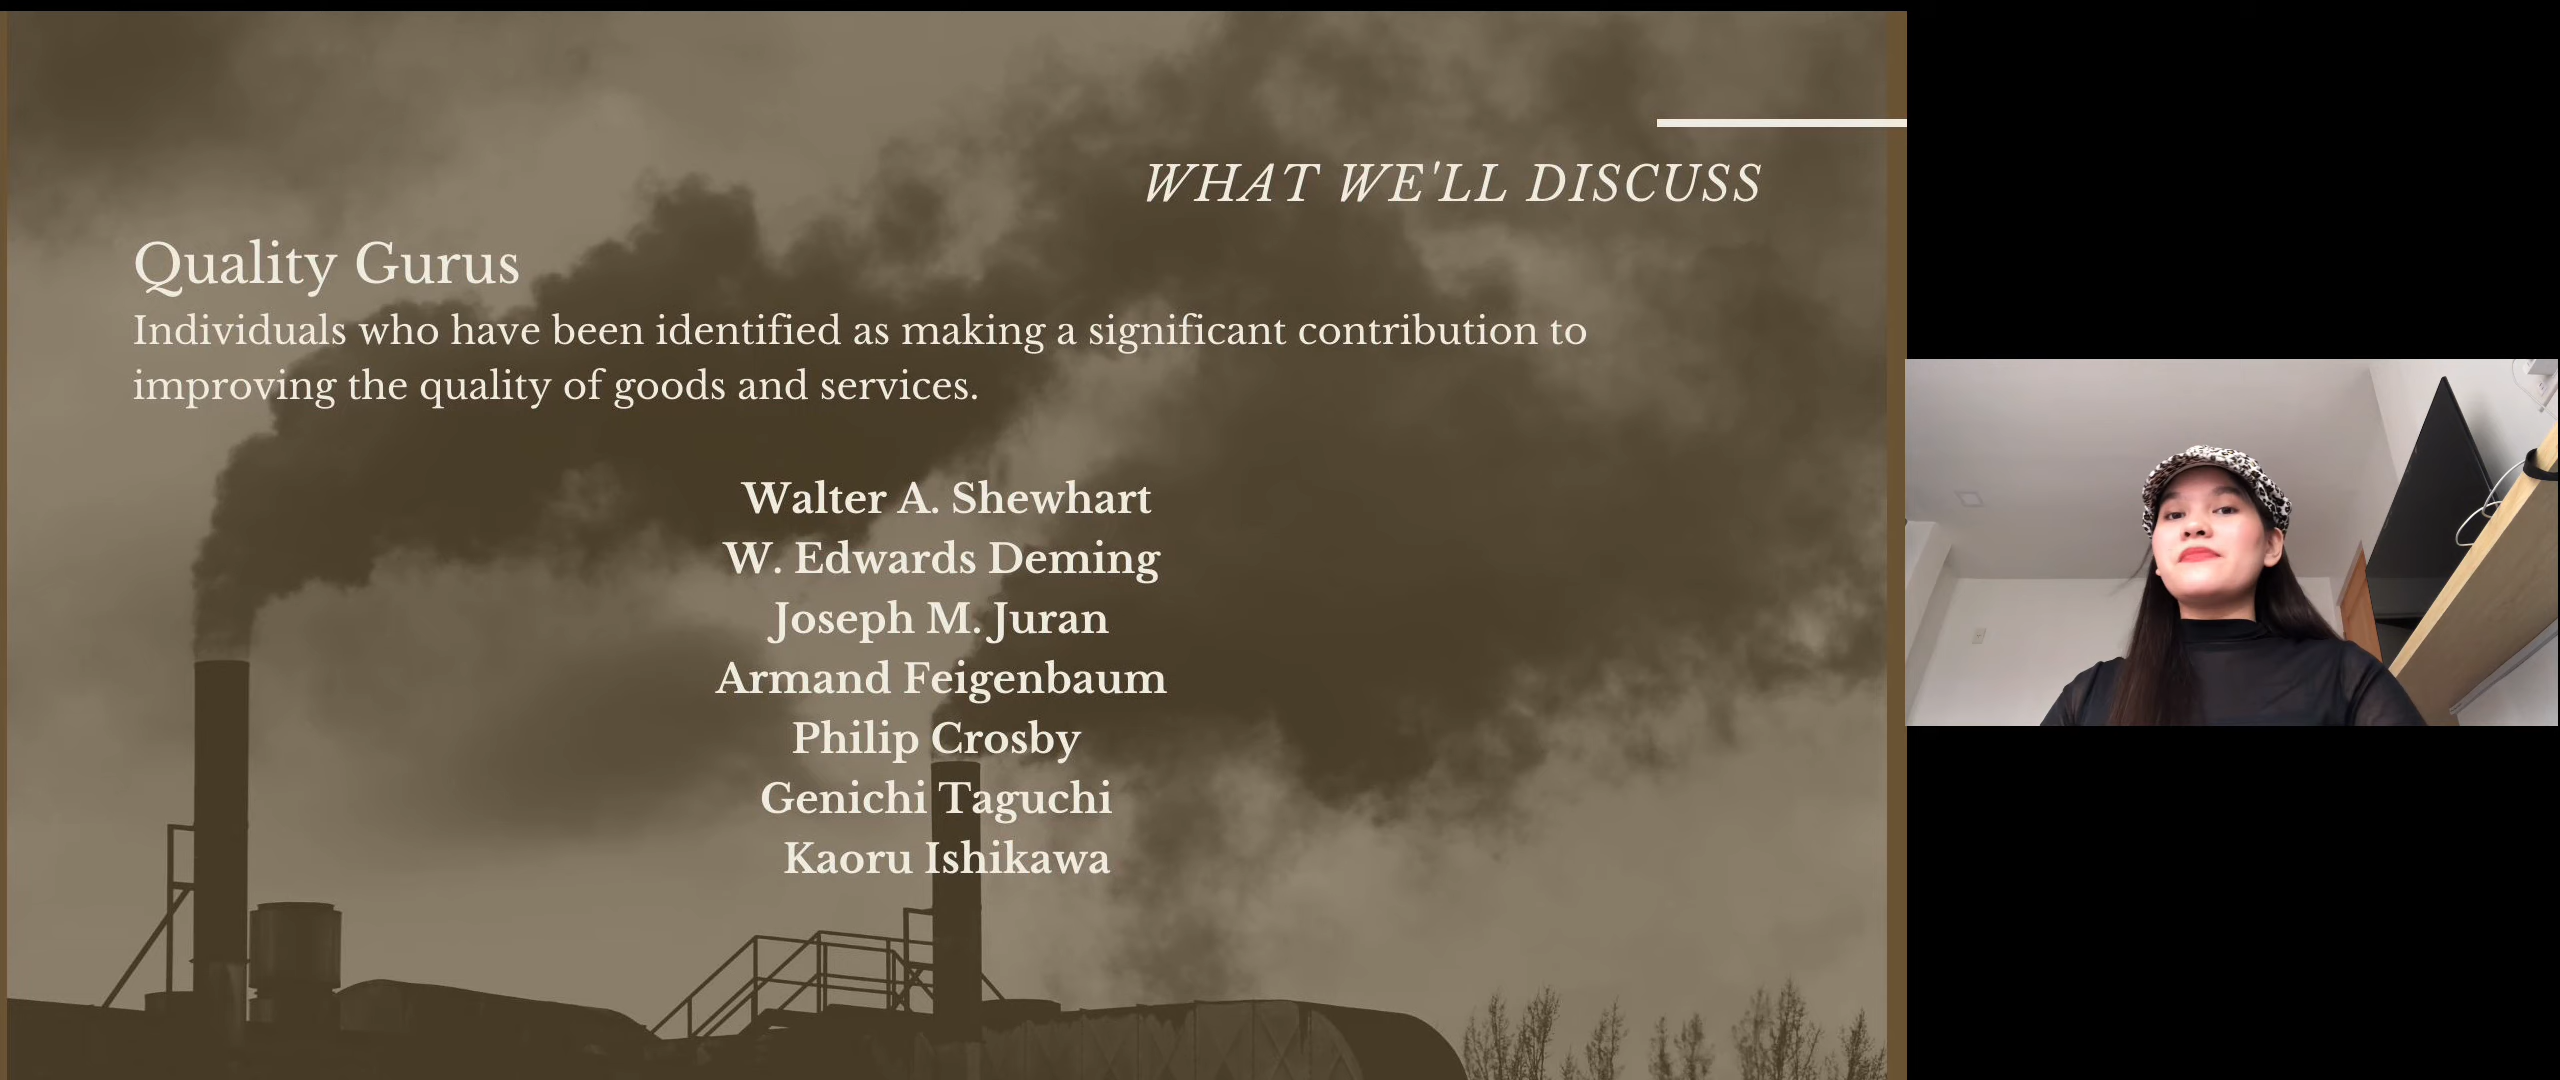 WHAT WE'LL DISCUSS
Quality Gurus
Individuals who have been identified as making a significant contribution to
improving the quality of goods and services.
Walter A. Shewhart
W. Edwards Deming
Joseph M. Juran
Armand Feigenbaum
Philip Crosby
Genichi Taguchi
Kaoru Ishikawa